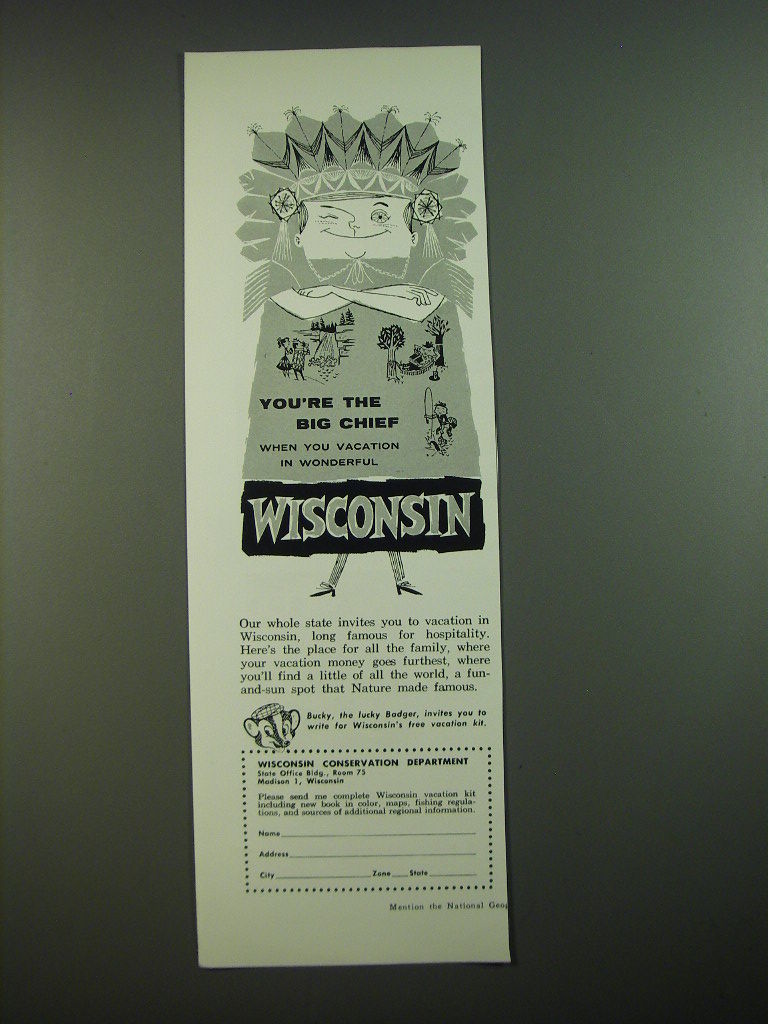 YOU'RE THE
BIG CHIEF
WHEN YOU VACATION
IN WONDERFUL
WISCONSIN
Our whole state invites you to vacation in
Wisconsin, long famous for hospitality.
Here's the place for all the family, where
your vacation money goes furthest, where
you'll find a little of all the world, a fun-
and-sun spot that Nature made famous.
Bucky, the lucky Badger, invites you to
write for Wisconsin's free vacation kit.
WISCONSIN CONSERVATION DEPARTMENT
State Office Bldg., Room 75
Madison 1, Wisconsin
Please send me complete Wisconsin vacation kit
including new book in color, maps, fishing regula-
tions, and sources of additional regional information.
Name
Address
City Zone State
Mention the National Geog